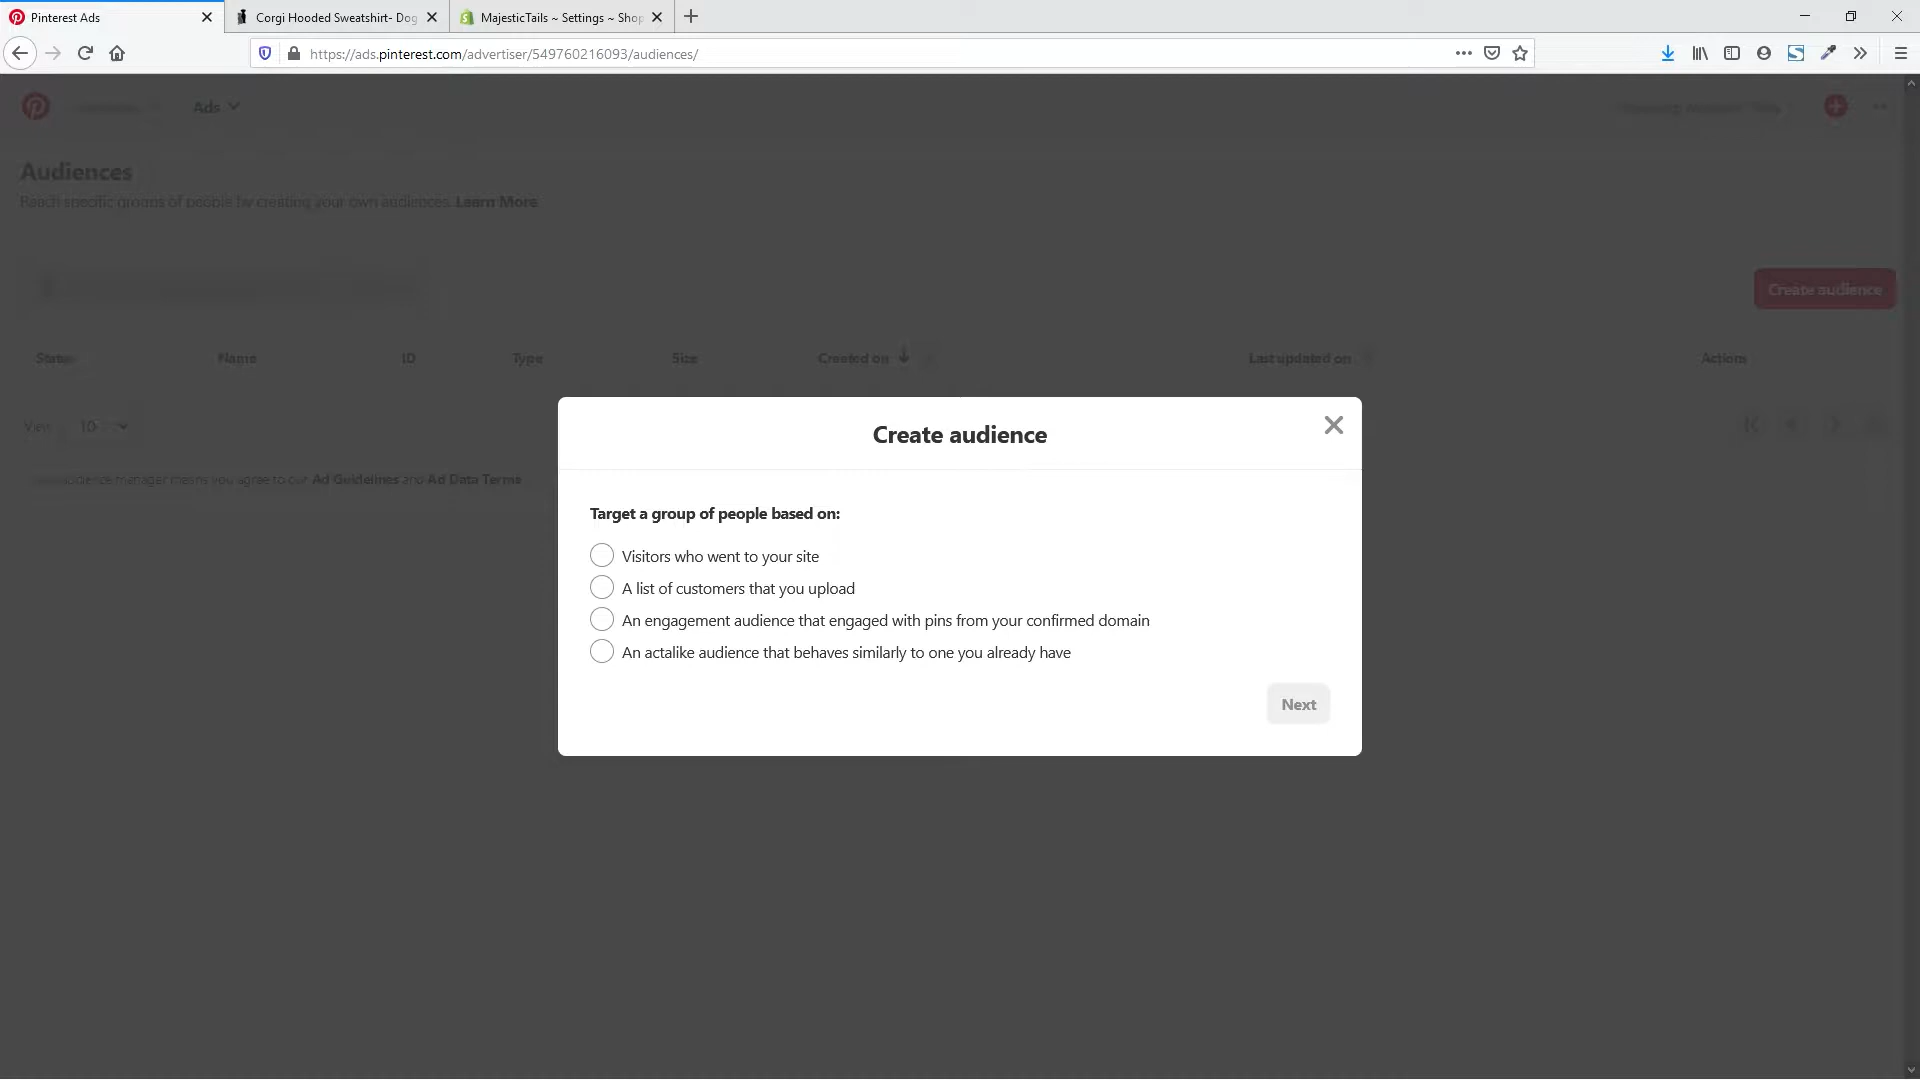 Pinterest Ads
Corgi Hooded Sweatshirt- Dog
MajesticTails ~ Settings ~ Shop
https://ads.pinterest.com/advertiser/549760216093/audiences/
Ads
Audiences
Reach specific groups of people by creating your own audiences. Learn More
Create audience
Status Name ID Type Size Created on Last updated on Actions
View 10
audience manager means you agree to our Ad Guidelines and Ad Data Terms
Create audience
Target a group of people based on:
Visitors who went to your site
A list of customers that you upload
An engagement audience that engaged with pins from your confirmed domain
An actalike audience that behaves similarly to one you already have
Next